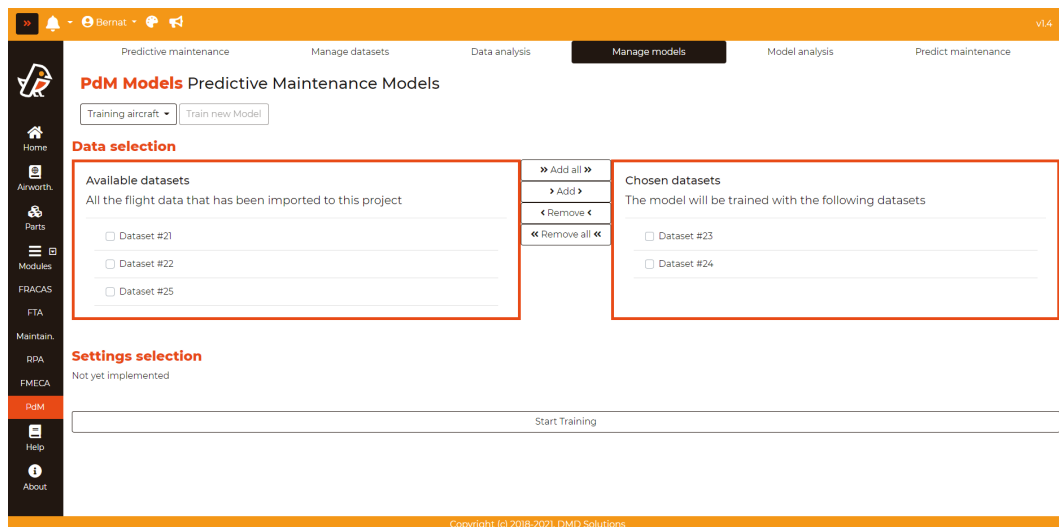 Bernat
v1.4
Predictive maintenance
Manage datasets
Data analysis
Manage models
Model analysis
Predict maintenance
PdM Models Predictive Maintenance Models
Training aircraft
Train new Model
Home
Airworth.
Parts
Modules
FRACAS
FTA
Maintain.
RPA
FMECA
PdM
Help
About
Data selection
Available datasets
All the flight data that has been imported to this project
Dataset #21
Dataset #22
Dataset #25
Add all
Add
Remove
Remove all
Chosen datasets
The model will be trained with the following datasets
Dataset #23
Dataset #24
Settings selection
Not yet implemented
Start Training
Copyright (c) 2018-2021, DMD Solutions